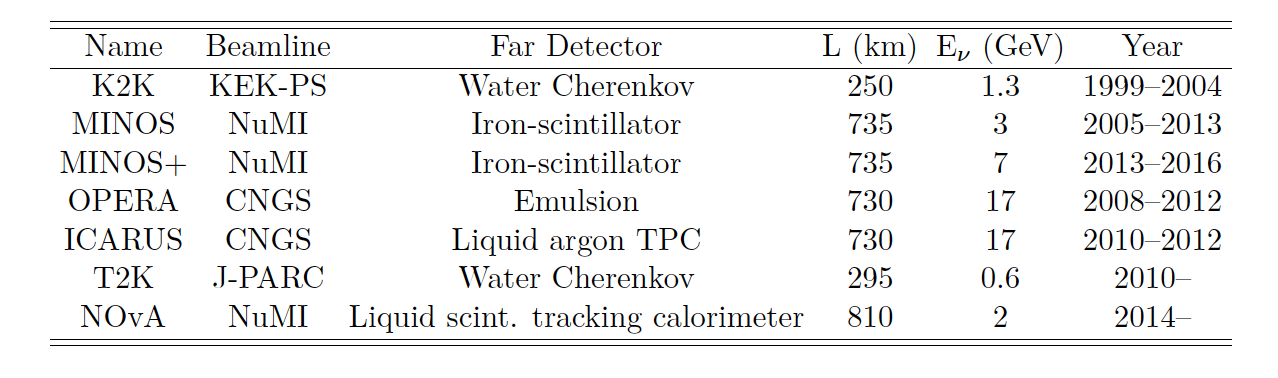 Name Beamline Far Detector L (km) Eν (GeV) Year
K2K KEK-PS Water Cherenkov 250 1.3 1999–2004
MINOS NuMI Iron-scintillator 735 3 2005–2013
MINOS+ NuMI Iron-scintillator 735 7 2013–2016
OPERA CNGS Emulsion 730 17 2008–2012
ICARUS CNGS Liquid argon TPC 730 17 2010–2012
T2K J-PARC Water Cherenkov 295 0.6 2010–
NOvA NuMI Liquid scint. tracking calorimeter 810 2 2014–